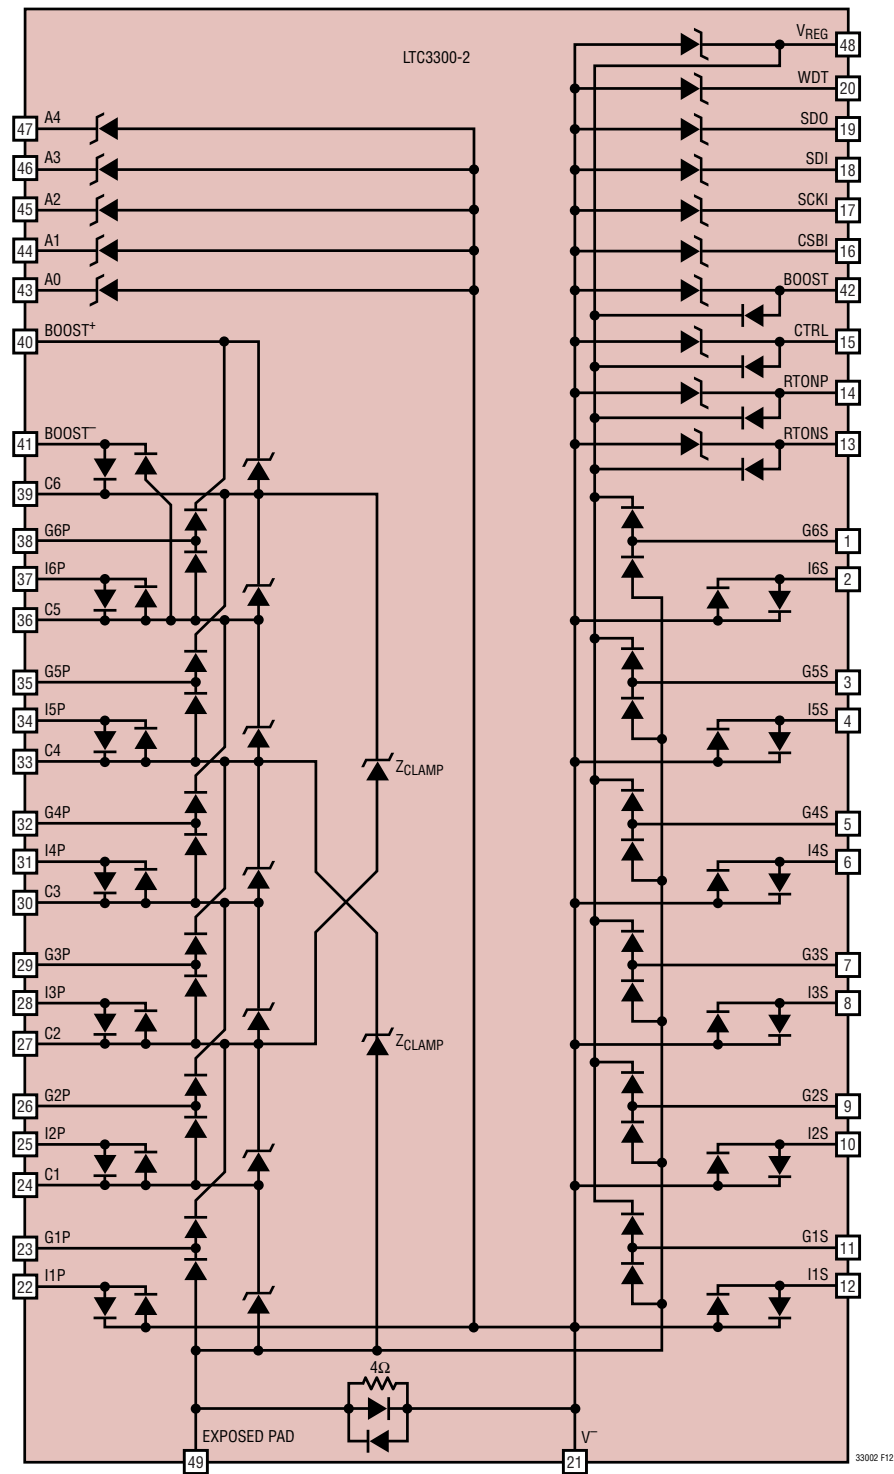 LTC3300-2
VREG 48
WDT 20
47 A4
SDO 19
46 A3
SDI 18
45 A2
SCKI 17
44 A1
CSBI 16
43 A0
BOOST 42
40 BOOST+
CTRL 15
RTONP 14
41 BOOST–
RTONS 13
39 C6
38 G6P
G6S 1
37 I6P
I6S 2
36 C5
35 G5P
G5S 3
34 I5P
I5S 4
33 C4
ZCLAMP
32 G4P
G4S 5
31 I4P
I4S 6
30 C3
29 G3P
G3S 7
28 I3P
I3S 8
27 C2
ZCLAMP
26 G2P
G2S 9
25 I2P
I2S 10
24 C1
23 G1P
G1S 11
22 I1P
I1S 12
4Ω
EXPOSED PAD
V–
49
21
33002 F12